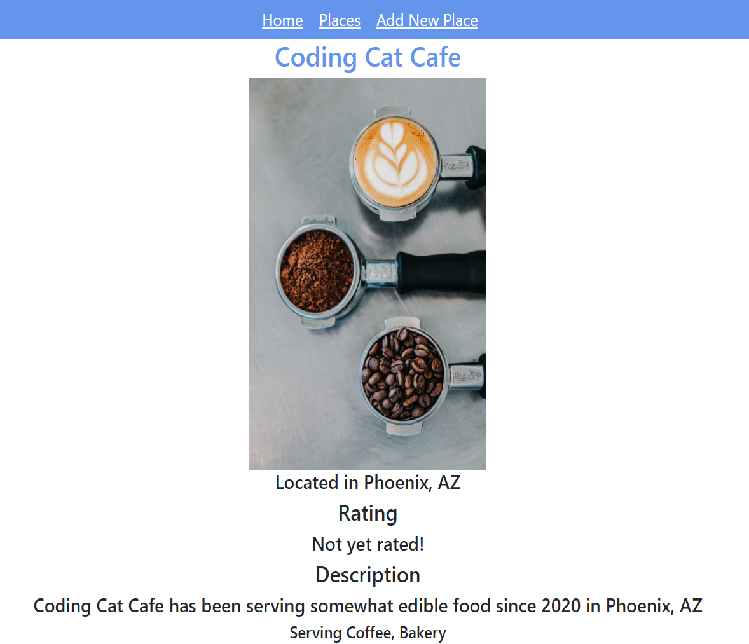 Home Places Add New Place
Coding Cat Cafe
Located in Phoenix, AZ
Rating
Not yet rated!
Description
Coding Cat Cafe has been serving somewhat edible food since 2020 in Phoenix, AZ
Serving Coffee, Bakery